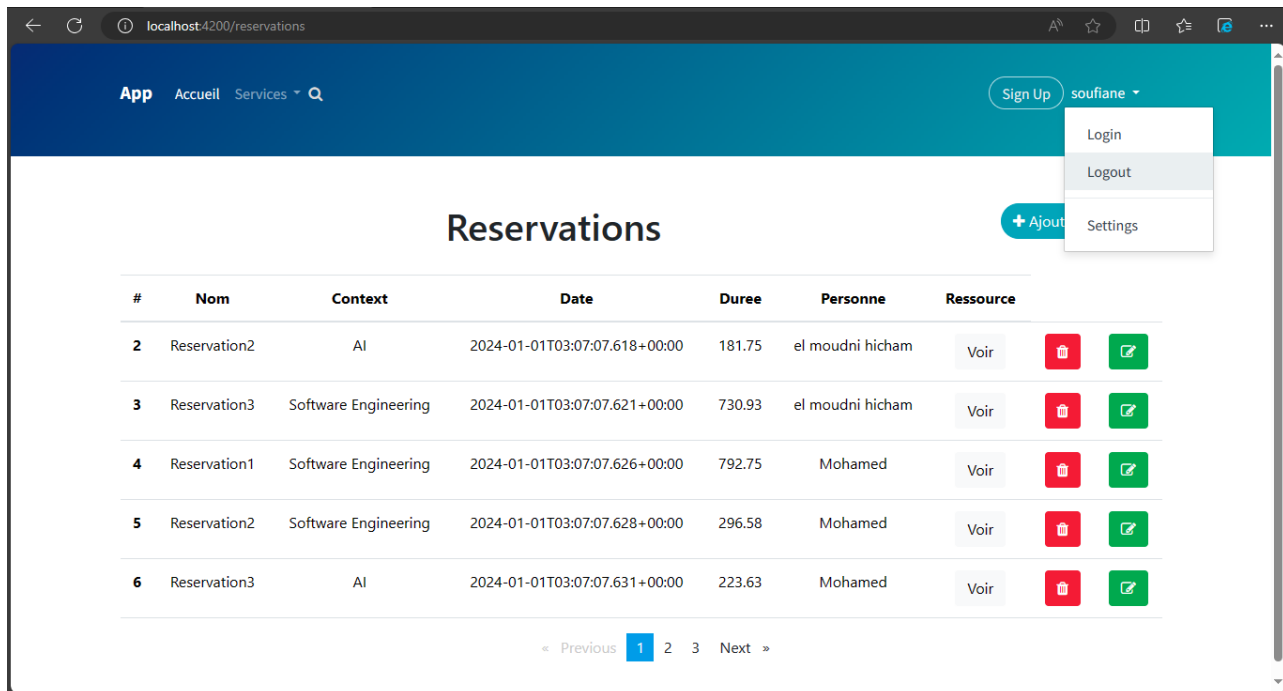 localhost:4200/reservations
App Accueil Services Sign Up soufiane
Login
Logout
Settings
Reservations
+ Ajout
# Nom Context Date Duree Personne Ressource
2 Reservation2 AI 2024-01-01T03:07:07.618+00:00 181.75 el moudni hicham Voir
3 Reservation3 Software Engineering 2024-01-01T03:07:07.621+00:00 730.93 el moudni hicham Voir
4 Reservation1 Software Engineering 2024-01-01T03:07:07.626+00:00 792.75 Mohamed Voir
5 Reservation2 Software Engineering 2024-01-01T03:07:07.628+00:00 296.58 Mohamed Voir
6 Reservation3 AI 2024-01-01T03:07:07.631+00:00 223.63 Mohamed Voir
« Previous 1 2 3 Next »